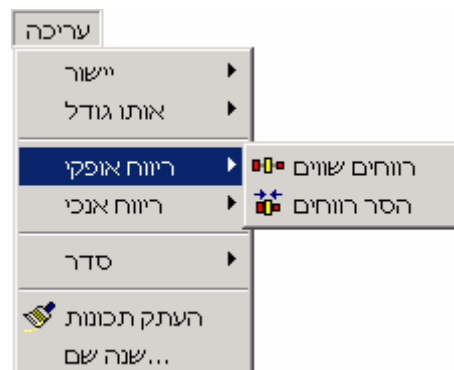 עריכה
יישור
אותו גודל
ריווח אופקי
רווחים שווים
הסר רווחים
ריווח אנכי
סדר
העתק תכונות
שנה שם...